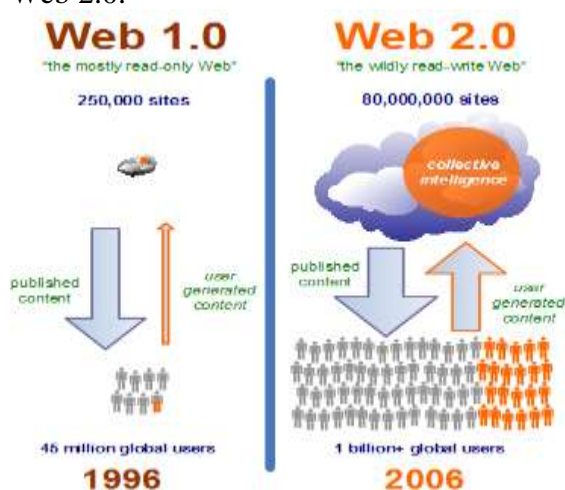 Web 2.0.
Web 1.0
"the mostly read-only Web"
250,000 sites
published
content
user
generated
content
45 million global users
1996
Web 2.0
"the wildly read-write Web"
80,000,000 sites
collective
intelligence
published
content
user
generated
content
1 billion+ global users
2006